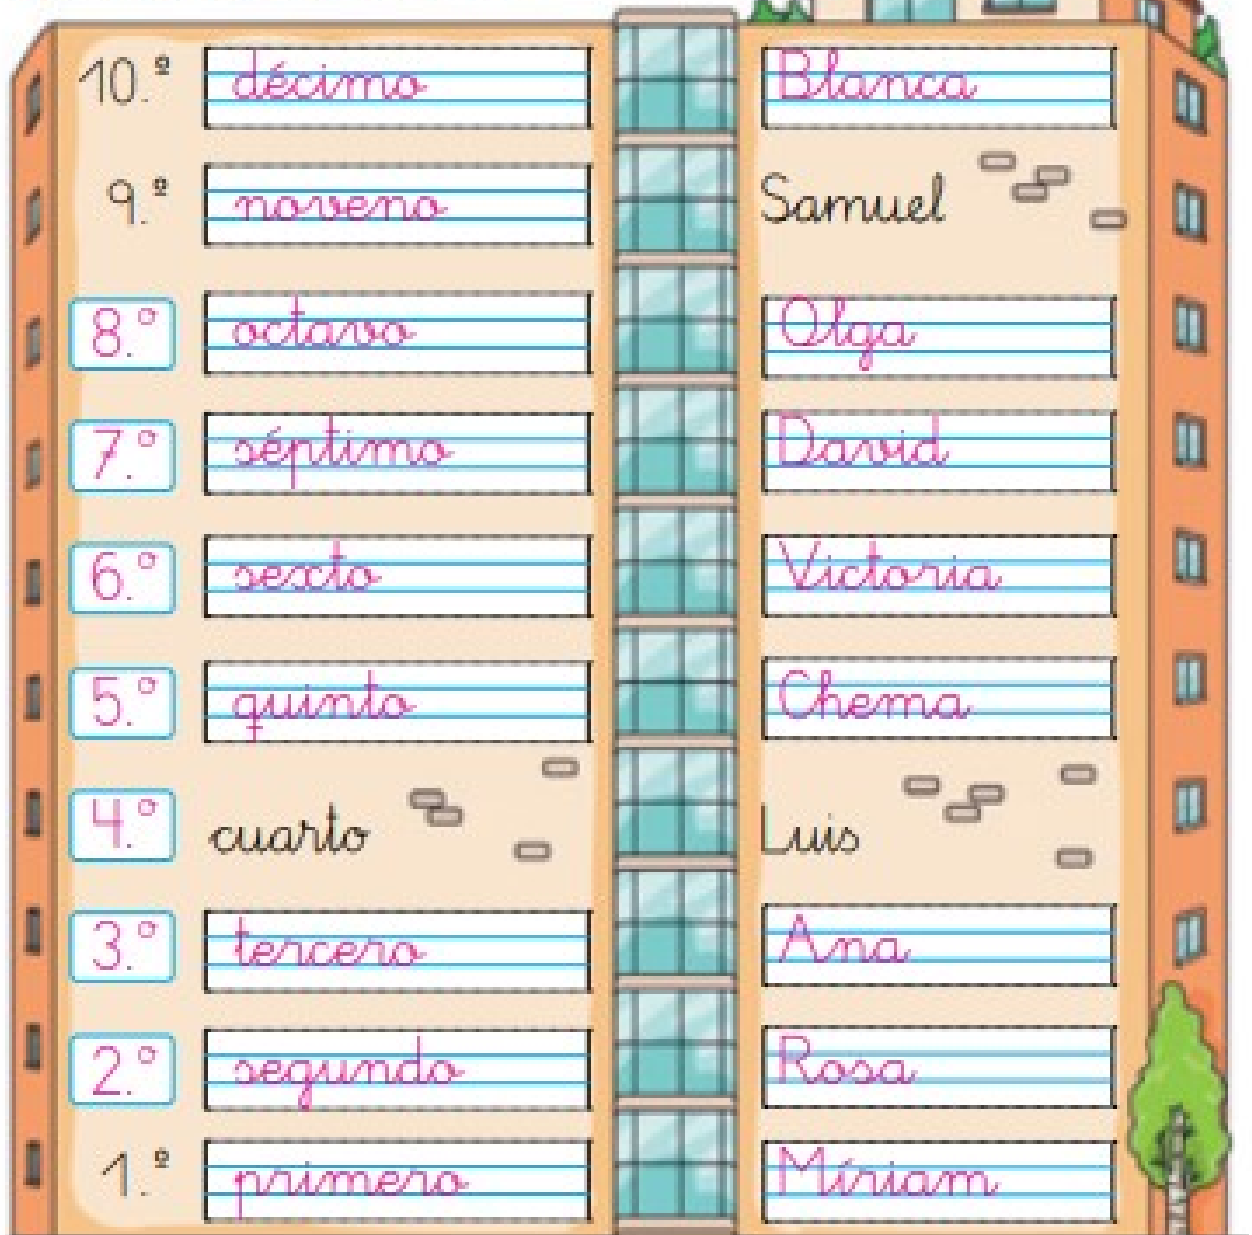 10.º décimo Blanca
9.º noveno Samuel
8.º octavo Olga
7.º séptimo David
6.º sexto Victoria
5.º quinto Chema
4.º cuarto Luis
3.º tercero Ana
2.º segundo Rosa
1.º primero Míriam